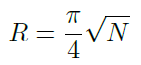 R = \frac{\pi}{4}\sqrt{N}